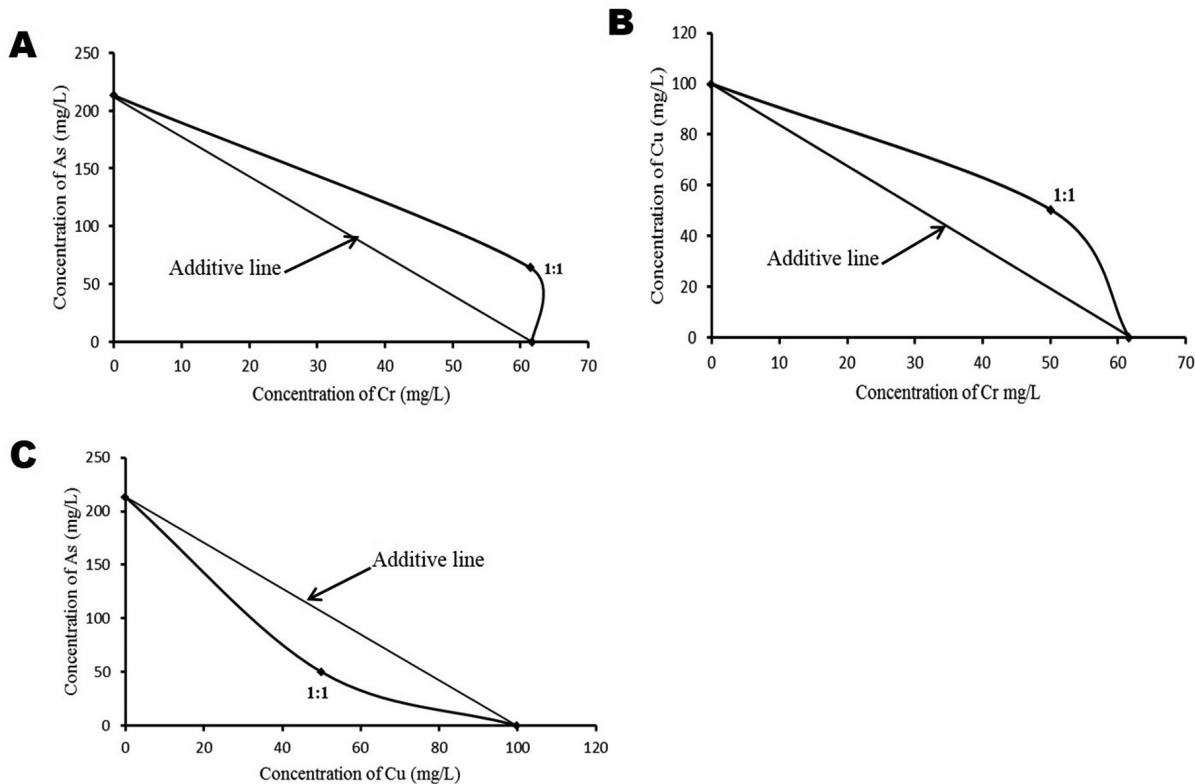 A
Concentration of As (mg/L)
250
200
150
100
50
0
Additive line
1:1
0 10 20 30 40 50 60 70
Concentration of Cr (mg/L)
B
Concentration of Cu (mg/L)
120
100
80
60
40
20
0
Additive line
1:1
0 10 20 30 40 50 60 70
Concentration of Cr mg/L
C
Concentration of As (mg/L)
250
200
150
100
50
0
Additive line
1:1
0 20 40 60 80 100 120
Concentration of Cu (mg/L)